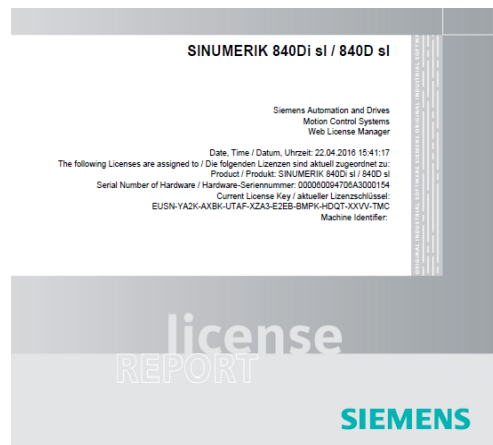 SINUMERIK 840Di sl / 840D sl
Siemens Automation and Drives
Motion Control Systems
Web License Manager
Date, Time / Datum, Uhrzeit: 22.04.2016 15:41:17
The following Licenses are assigned to / Die folgenden Lizenzen sind aktuell zugeordnet zu:
Product / Produkt: SINUMERIK 840Di sl / 840D sl
Serial Number of Hardware / Hardware-Seriennummer: 000060094706A3000154
Current License Key / aktueller Lizenzschlüssel:
EUSN-YA2K-AXBK-UTAF-XZA3-E2EB-BMPK-HDQT-XXVV-TMC
Machine Identifier:
license
REPORT
SIEMENS